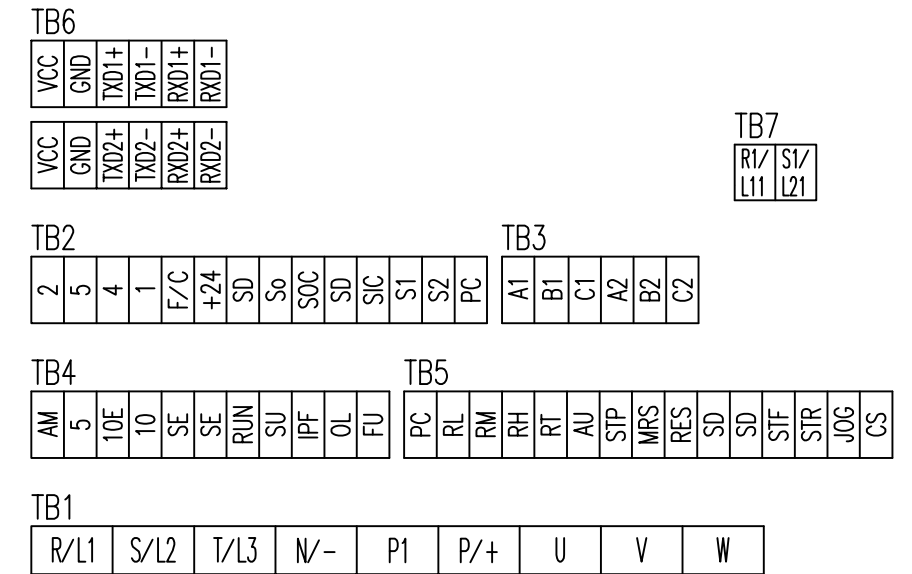 TB6
VCC GND TXD1+ TXD1- RXD1+ RXD1-
VCC GND TXD2+ TXD2- RXD2+ RXD2-
TB7
R1/ S1/
L11 L21
TB2 TB3
2 5 4 1 F/C +24 SD So SOC SD SIC S1 S2 PC A1 B1 C1 A2 B2 C2
TB4 TB5
AM 5 10E 10 SE SE RUN SU IPF OL FU PC RL RM RH RT AU STP MRS RES SD SD STF STR JOG CS
TB1
R/L1 S/L2 T/L3 N/- P1 P/+ U V W